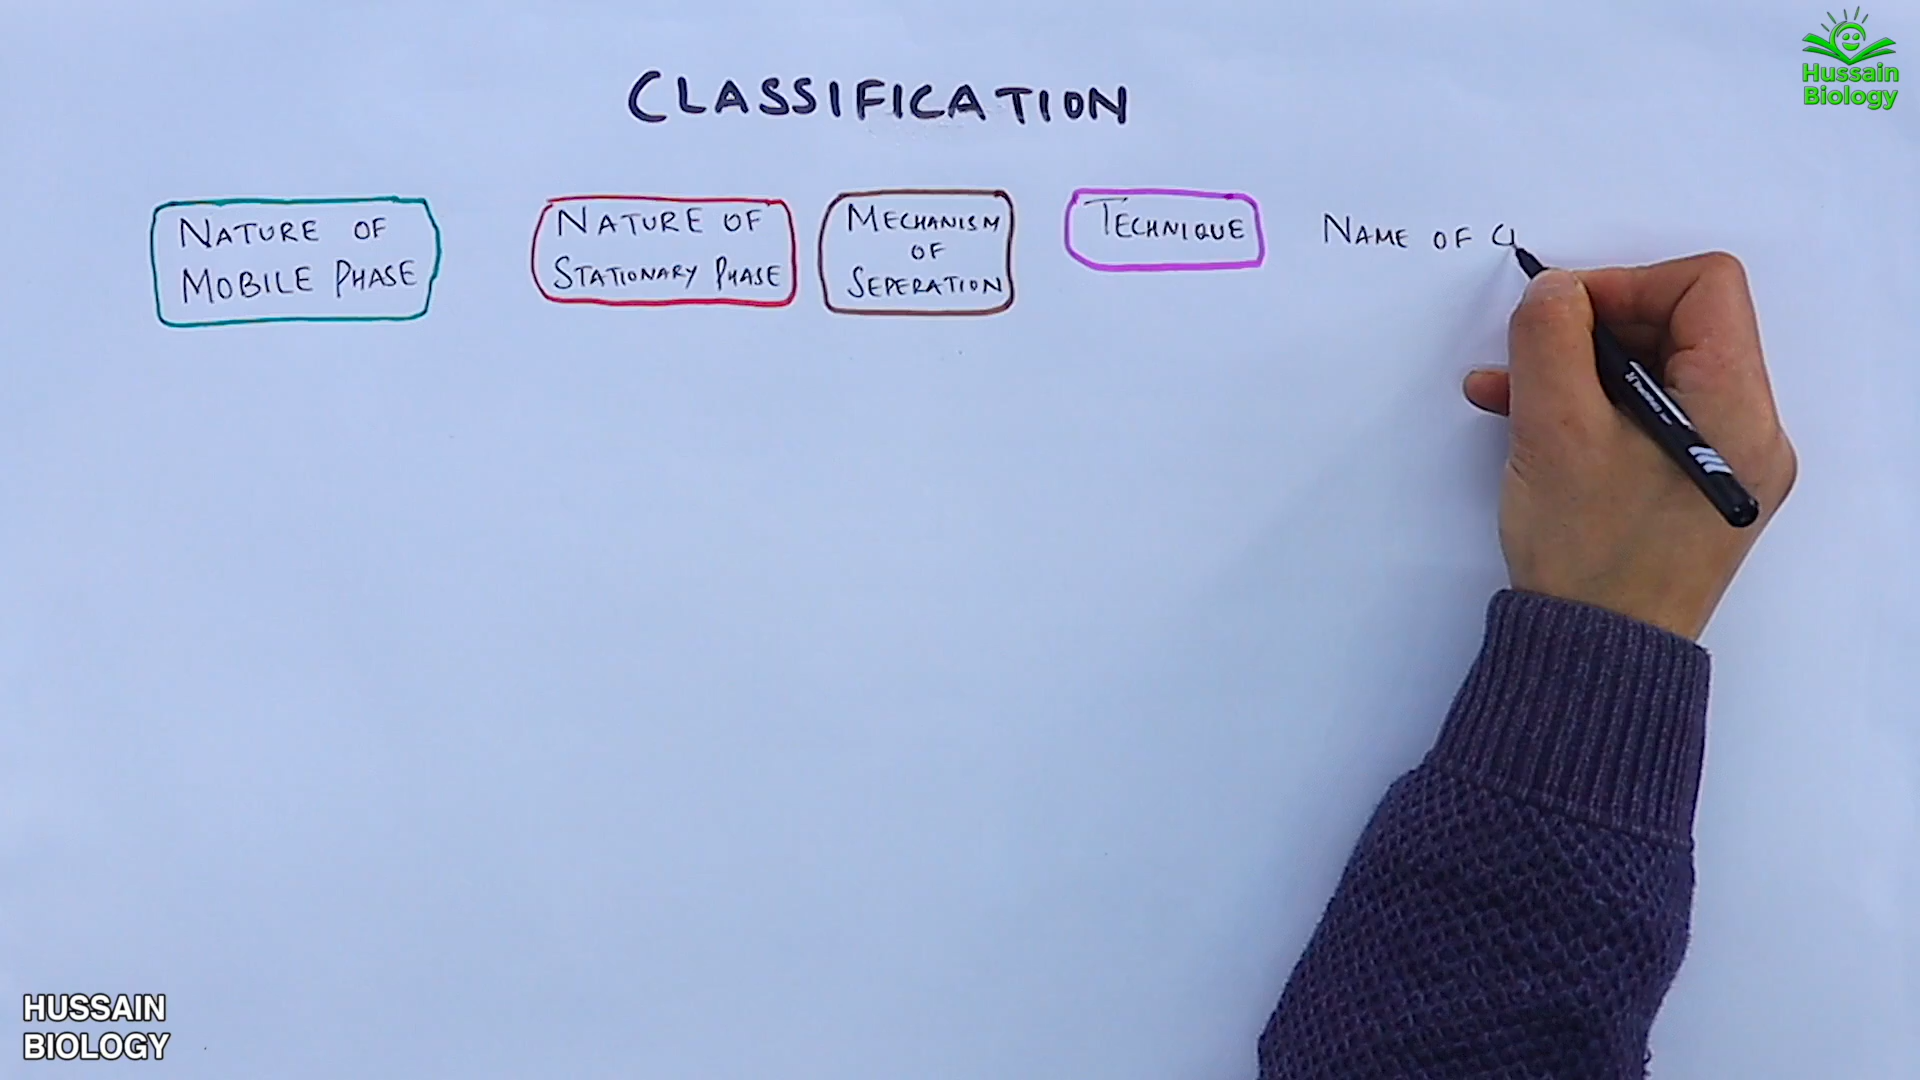 CLASSIFICATION
NATURE OF
MOBILE PHASE
NATURE OF
STATIONARY PHASE
MECHANISM
OF
SEPERATION
TECHNIQUE
NAME OF
Hussain
Biology
HUSSAIN
BIOLOGY